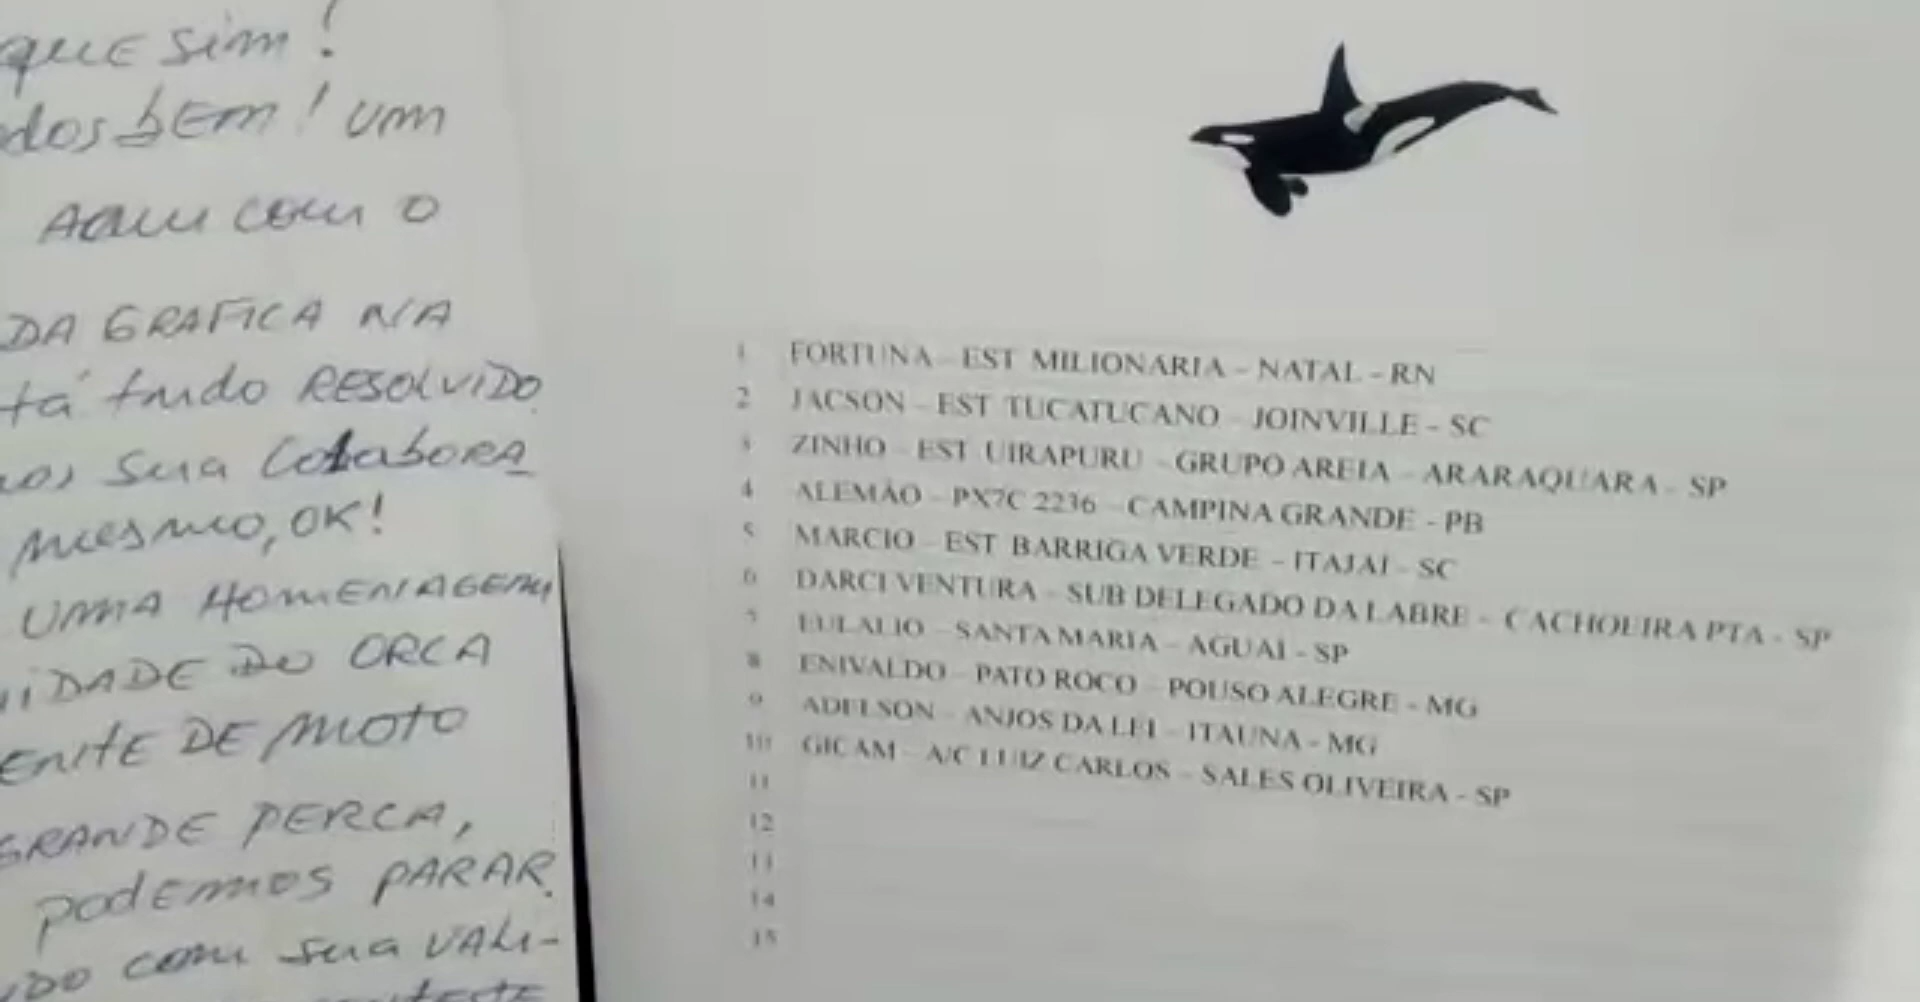 que sim!
dos bEm! um
Aqui com o
DA GRAFICA NA
tá tudo RESOLVIDO
sua Colabora
mesmo, OK!
UMA HOMENAGEM
IDADE DO ORCA
ENTE DE MOTO
GRANDE PERCA,
podEmos PARAR
com sua VALI-
1 FORTUNA - EST MILIONARIA - NATAL - RN
2 JACSON - EST TUCATUCANO - JOINVILLE - SC
3 ZINHO - EST UIRAPURU - GRUPO AREIA - ARARAQUARA - SP
4 ALEMÃO - PX7C 2236 - CAMPINA GRANDE - PB
5 MARCIO - EST BARRIGA VERDE - ITAJAI - SC
6 DARCI VENTURA - SUB DELEGADO DA LABRE - CACHOEIRA PTA - SP
7 EULALIO - SANTA MARIA - AGUAI - SP
8 ENIVALDO - PATO ROCO - POUSO ALEGRE - MG
9 ADELSON - ANJOS DA LEI - ITAUNA - MG
10 GICAM - A/C LUIZ CARLOS - SALES OLIVEIRA - SP
11
12
13
14
15